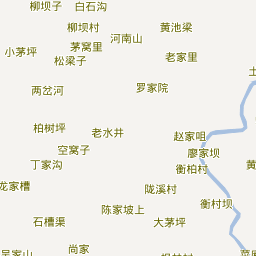 柳坝子
白石沟
柳坝村
黄池梁
河南山
茅窝里
小茅坪
松梁子
老家里
两岔河
罗家院
柏树坪
老水井
赵家咀
空窝子
廖家坝
丁家沟
衡柏村
龙家槽
陇溪村
衡村坝
陈家坡上
石槽渠
大茅坪
尚家